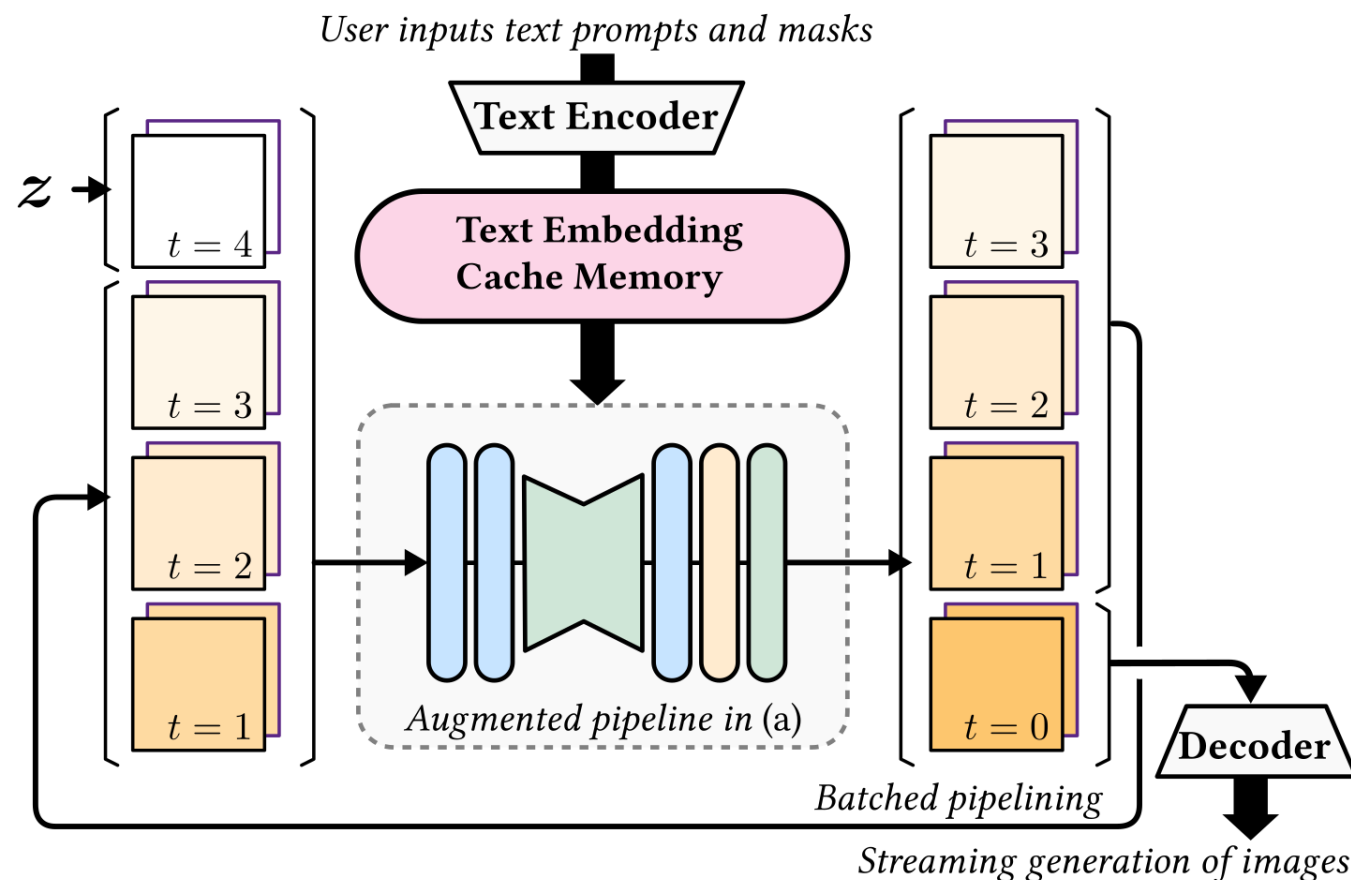 User inputs text prompts and masks
Text Encoder
z
Text Embedding
Cache Memory
t = 4
t = 3
t = 2
t = 1
Augmented pipeline in (a)
t = 3
t = 2
t = 1
t = 0
Decoder
Batched pipelining
Streaming generation of images